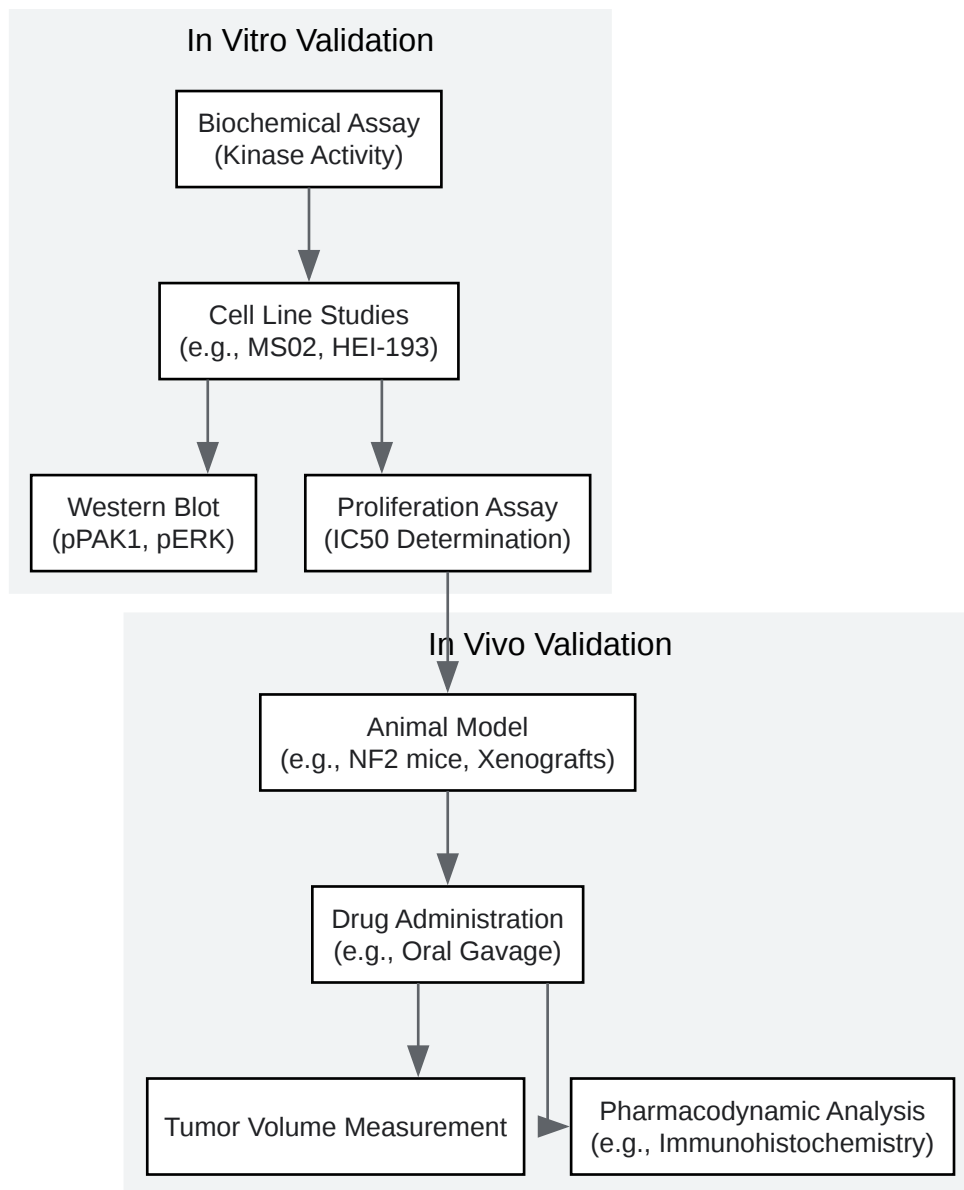 In Vitro Validation
Biochemical Assay
(Kinase Activity)
Cell Line Studies
(e.g., MS02, HEI-193)
Western Blot
(pPAK1, pERK)
Proliferation Assay
(IC50 Determination)
In Vivo Validation
Animal Model
(e.g., NF2 mice, Xenografts)
Drug Administration
(e.g., Oral Gavage)
Tumor Volume Measurement
Pharmacodynamic Analysis
(e.g., Immunohistochemistry)